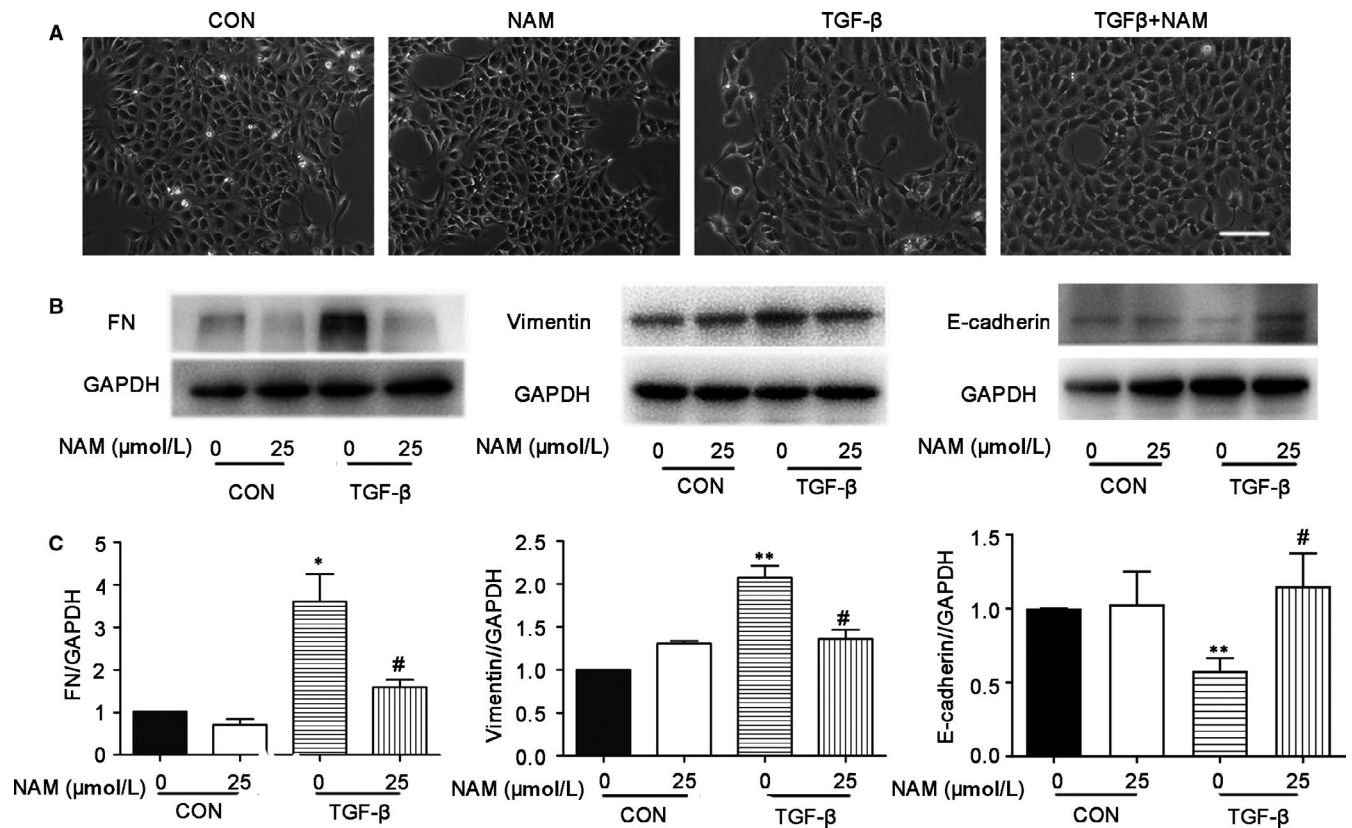 A
CON
NAM
TGF-β
TGFβ+NAM
B
FN
GAPDH
NAM (µmol/L) 0 25 0 25
CON TGF-β
Vimentin
GAPDH
NAM (µmol/L) 0 25 0 25
CON TGF-β
E-cadherin
GAPDH
NAM (µmol/L) 0 25 0 25
CON TGF-β
C
FN/GAPDH
5
4
3
2
1
0
*
#
NAM (µmol/L) 0 25 0 25
CON TGF-β
Vimentin//GAPDH
2.5
2.0
1.5
1.0
0.5
0.0
**
#
NAM (µmol/L) 0 25 0 25
CON TGF-β
E-cadherin//GAPDH
1.5
1.0
0.5
0.0
**
#
NAM (µmol/L) 0 25 0 25
CON TGF-β